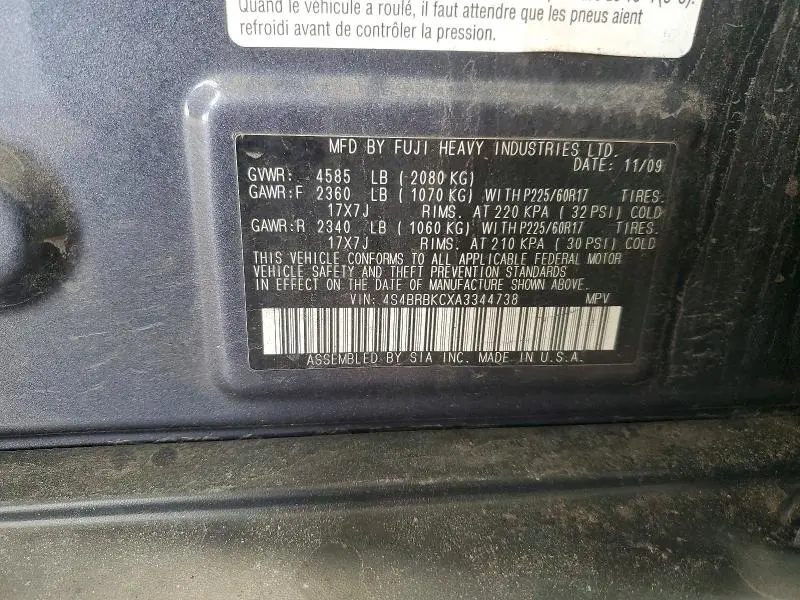 Quand le véhicule a roulé, il faut attendre que les pneus aient
refroidi avant de contrôler la pression.
MFD BY FUJI HEAVY INDUSTRIES LTD.
DATE: 11/09
GVWR: 4585 LB ( 2080 KG)
GAWR:F 2360 LB ( 1070 KG) WITH P225/60R17 TIRES.
17X7J RIMS. AT 220 KPA ( 32 PSI) COLD
GAWR:R 2340 LB ( 1060 KG) WITH P225/60R17 TIRES.
17X7J RIMS. AT 210 KPA ( 30 PSI) COLD
THIS VEHICLE CONFORMS TO ALL APPLICABLE FEDERAL MOTOR
VEHICLE SAFETY AND THEFT PREVENTION STANDARDS
IN EFFECT ON THE DATE OF MANUFACTURE SHOWN ABOVE.
VIN: 4S4BRBKCXA3344738 MPV
ASSEMBLED BY SIA INC. MADE IN U.S.A.